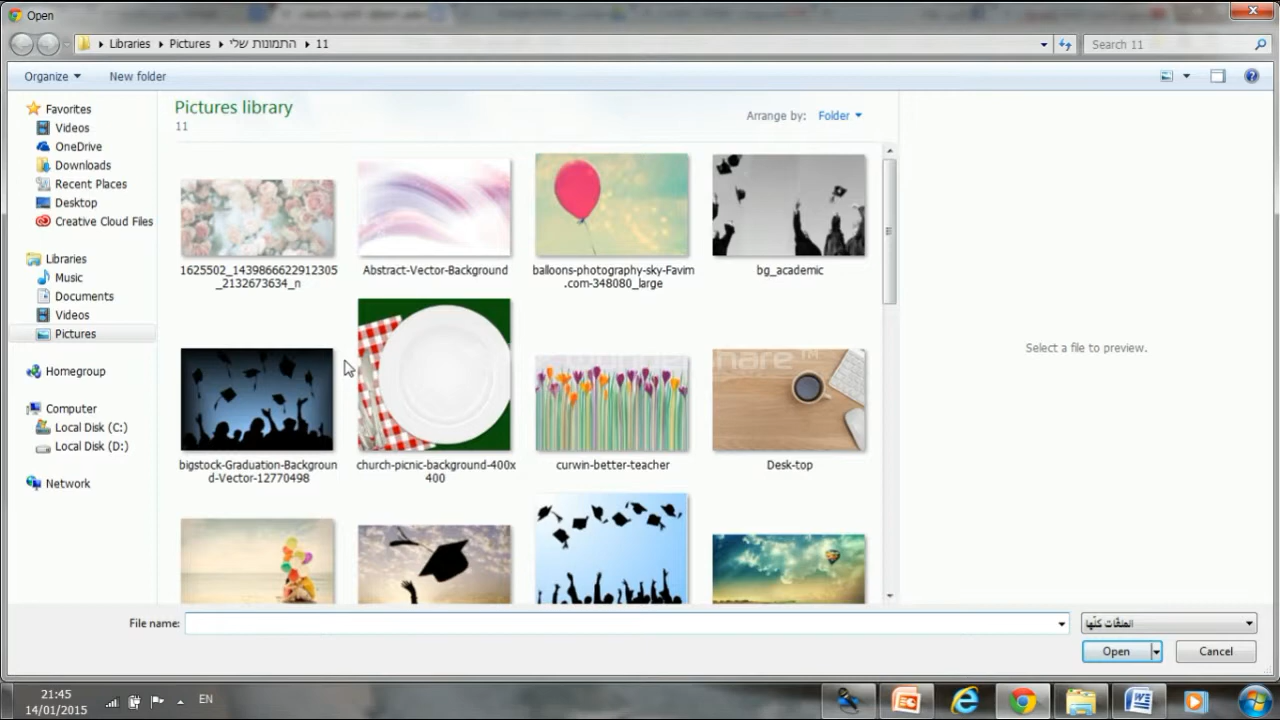 Open
Libraries
Pictures
התמונות שלי
11
Search 11
Organize
New folder
Favorites
Videos
OneDrive
Downloads
Recent Places
Desktop
Creative Cloud Files
Libraries
Music
Documents
Videos
Pictures
Homegroup
Computer
Local Disk (C:)
Local Disk (D:)
Network
Pictures library
11
Arrange by: Folder
1625502_1439866622912305
_2132673634_n
Abstract-Vector-Background
balloons-photography-sky-Favim
.com-348080_large
bg_academic
bigstock-Graduation-Backgroun
d-Vector-12770498
church-picnic-background-400x
400
curwin-better-teacher
Desk-top
Select a file to preview.
File name:
الملفّات كلّها
Open
Cancel
21:45
14/01/2015
EN